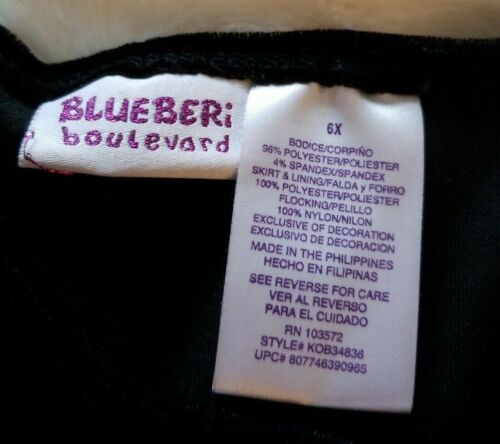 BLUEBERi
boulevard
6X
BODICE/CORPIÑO
96% POLYESTER/POLIESTER
4% SPANDEX/SPANDEX
SKIRT & LINING/FALDA y FORRO
100% POLYESTER/POLIESTER
FLOCKING/PELILLO
100% NYLON/NILON
EXCLUSIVE OF DECORATION
EXCLUSIVO DE DECORACIÓN
MADE IN THE PHILIPPINES
HECHO EN FILIPINAS
SEE REVERSE FOR CARE
VER AL REVERSO
PARA EL CUIDADO
RN 103572
STYLE# KOB34836
UPC# 807746390965